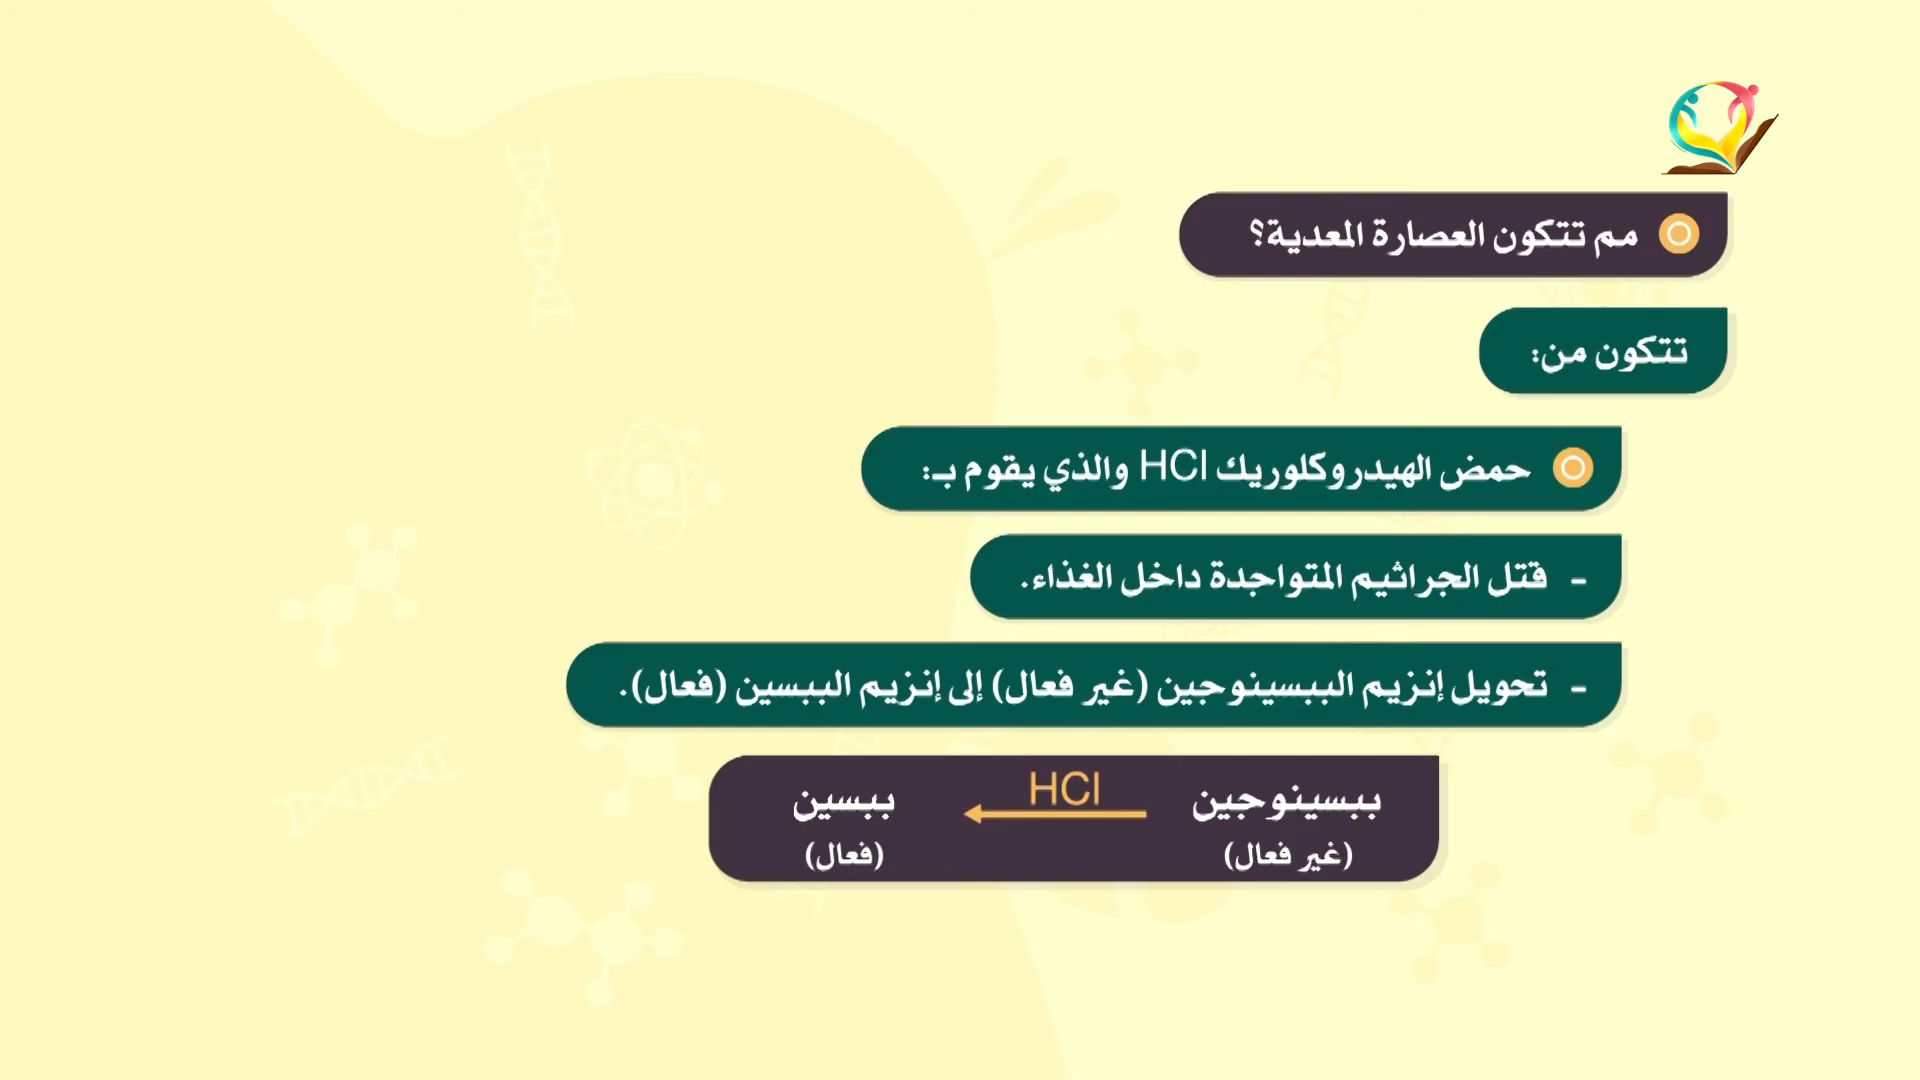 مم تتكون العصارة المعدية؟
تتكون من:
حمض الهيدروكلوريك HCl والذي يقوم بـ:
- قتل الجراثيم المتواجدة داخل الغذاء.
- تحويل إنزيم الببسينوجين (غير فعال) إلى إنزيم الببسين (فعال).
ببسينوجين HCl ببسين
(غير فعال) (فعال)